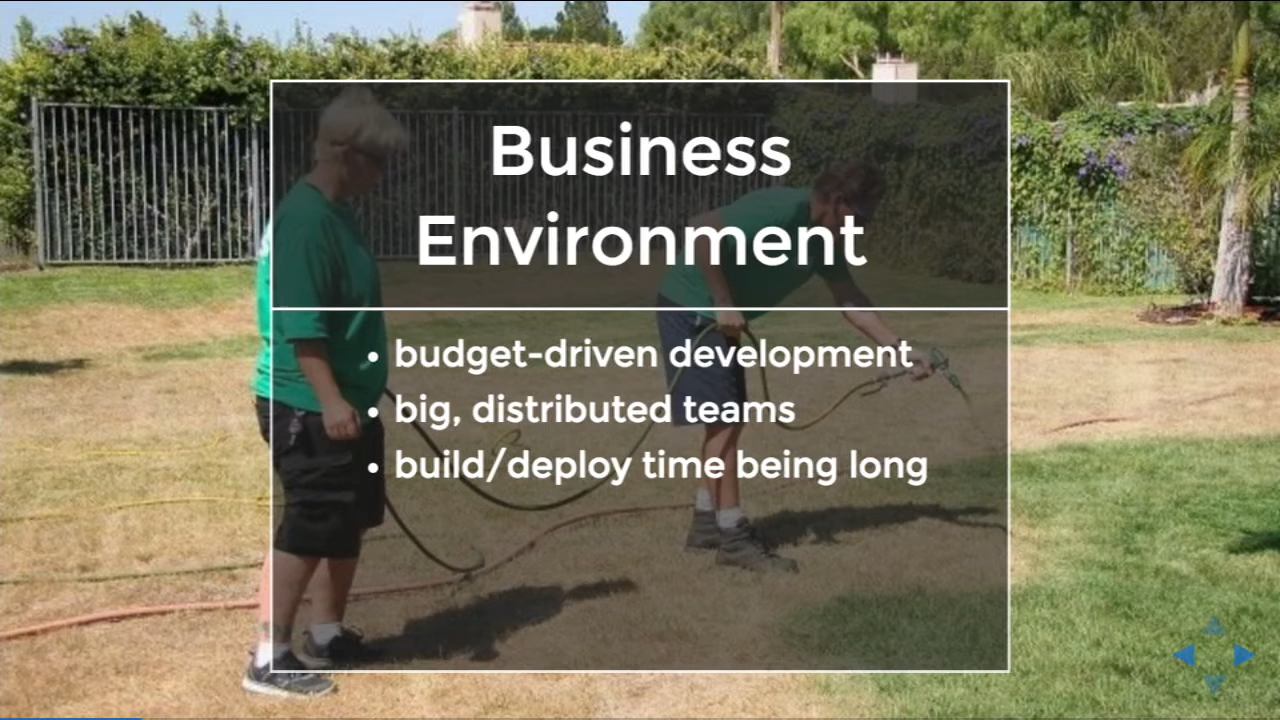 Business
Environment
• budget-driven development
• big, distributed teams
• build/deploy time being long